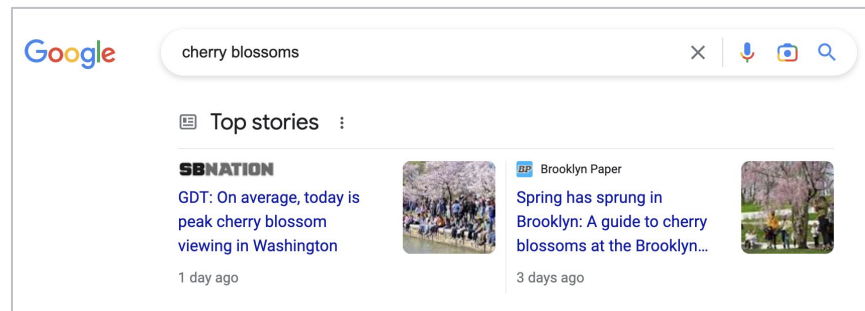 Google
cherry blossoms
Top stories
SBNATION
GDT: On average, today is
peak cherry blossom
viewing in Washington
1 day ago
BP Brooklyn Paper
Spring has sprung in
Brooklyn: A guide to cherry
blossoms at the Brooklyn...
3 days ago